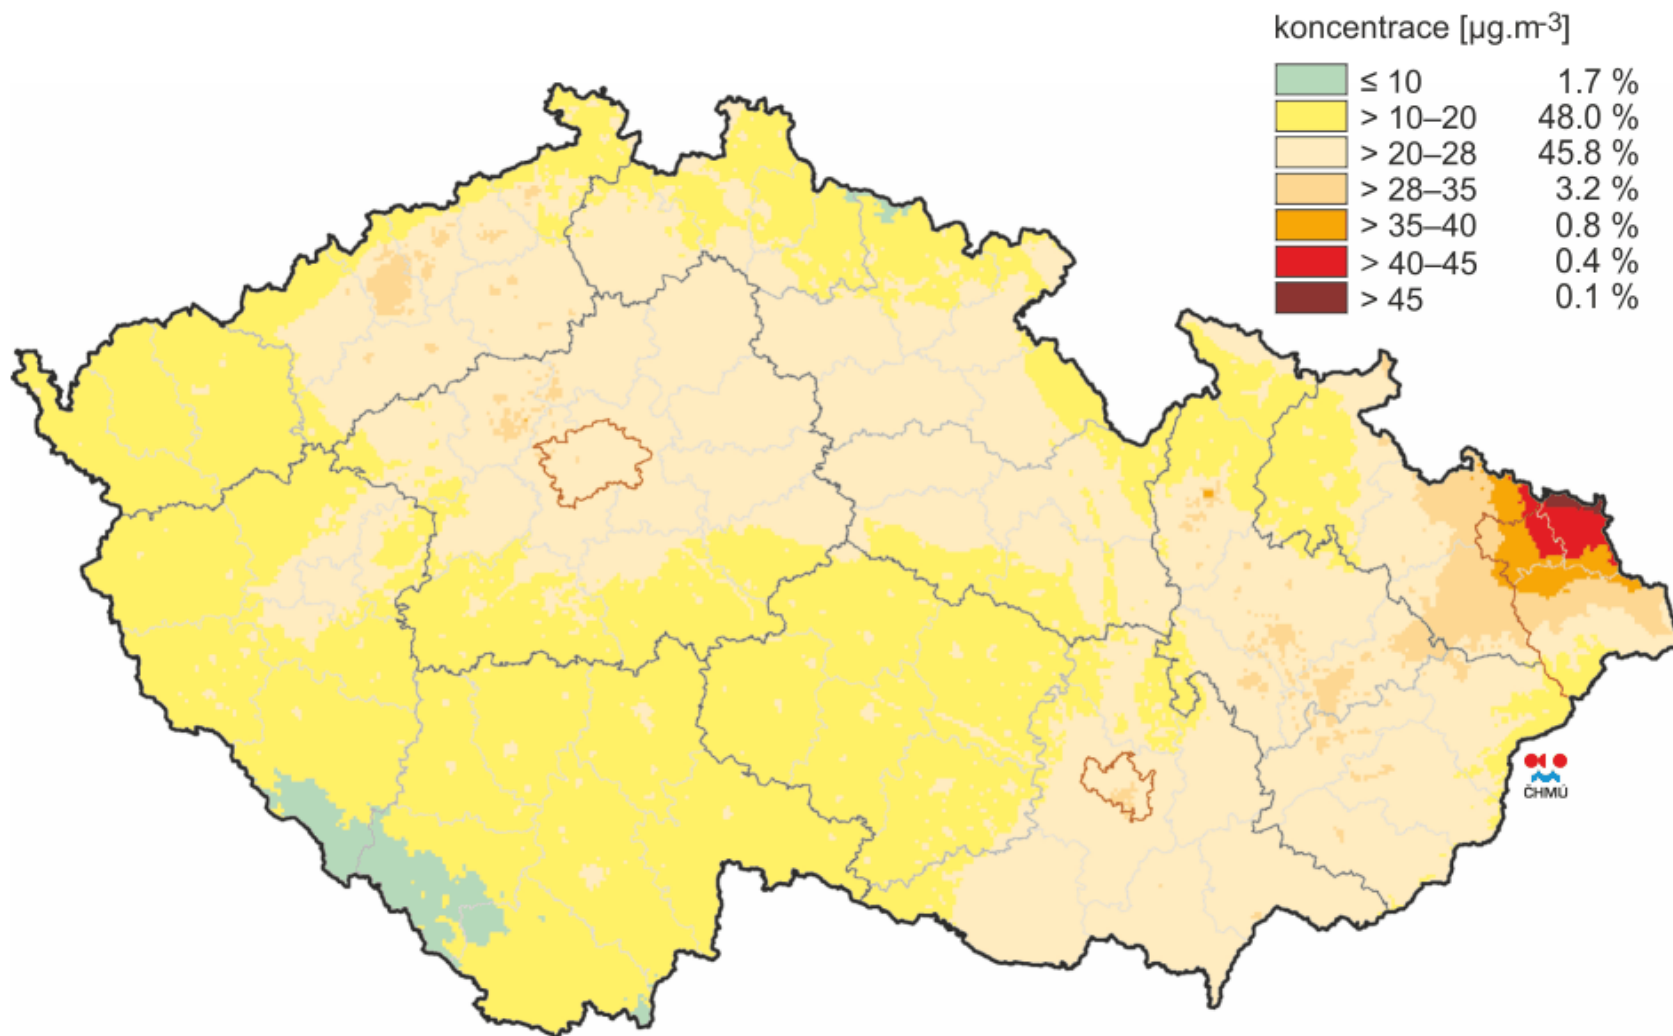 koncentrace [µg.m-3]
≤ 10 1.7 %
> 10–20 48.0 %
> 20–28 45.8 %
> 28–35 3.2 %
> 35–40 0.8 %
> 40–45 0.4 %
> 45 0.1 %
ČHMÚ